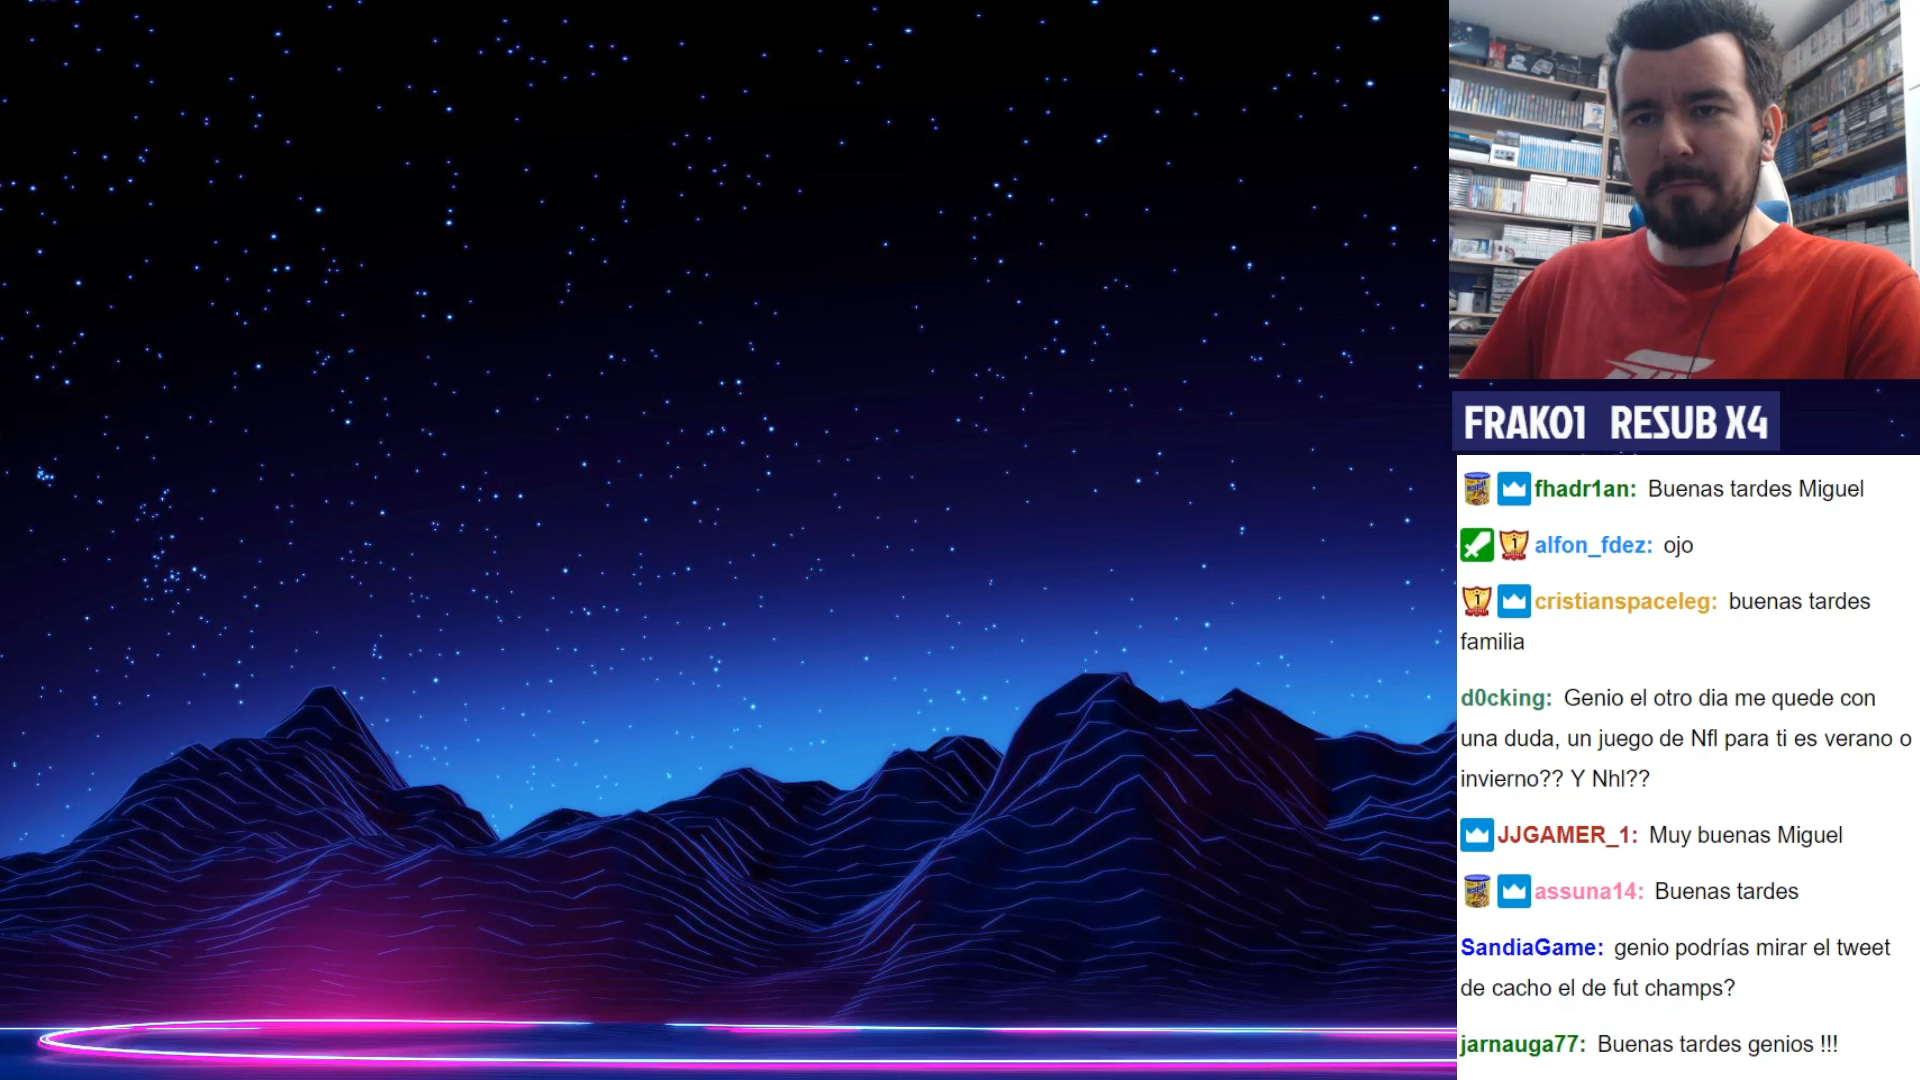 FRAKO1 RESUB X4
fhadr1an: Buenas tardes Miguel
alfon_fdez: ojo
cristianspaceleg: buenas tardes
familia
d0cking: Genio el otro dia me quede con
una duda, un juego de Nfl para ti es verano o
invierno?? Y Nhl??
JJGAMER_1: Muy buenas Miguel
assuna14: Buenas tardes
SandiaGame: genio podrías mirar el tweet
de cacho el de fut champs?
jarnauga77: Buenas tardes genios !!!